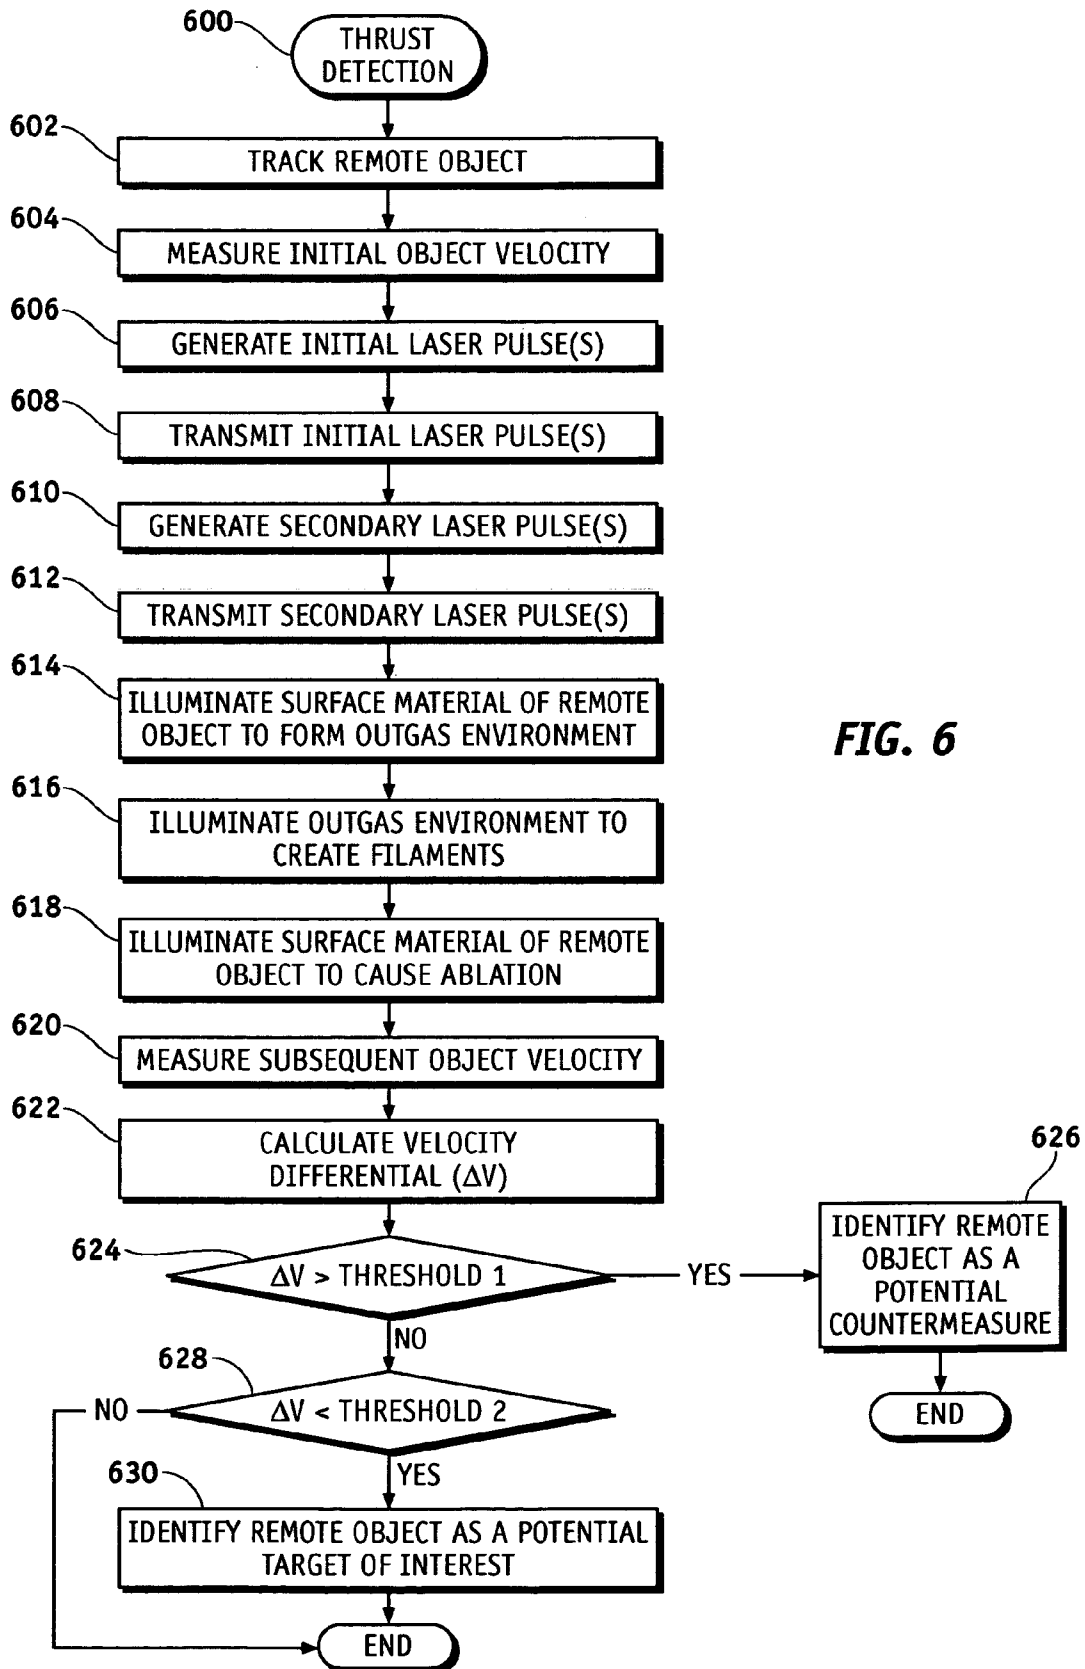 600
THRUST
DETECTION
602
TRACK REMOTE OBJECT
604
MEASURE INITIAL OBJECT VELOCITY
606
GENERATE INITIAL LASER PULSE(S)
608
TRANSMIT INITIAL LASER PULSE(S)
610
GENERATE SECONDARY LASER PULSE(S)
612
TRANSMIT SECONDARY LASER PULSE(S)
614
ILLUMINATE SURFACE MATERIAL OF REMOTE
OBJECT TO FORM OUTGAS ENVIRONMENT
FIG. 6
616
ILLUMINATE OUTGAS ENVIRONMENT TO
CREATE FILAMENTS
618
ILLUMINATE SURFACE MATERIAL OF REMOTE
OBJECT TO CAUSE ABLATION
620
MEASURE SUBSEQUENT OBJECT VELOCITY
622
CALCULATE VELOCITY
DIFFERENTIAL (ΔV)
624
ΔV > THRESHOLD 1
YES
626
IDENTIFY REMOTE
OBJECT AS A
POTENTIAL
COUNTERMEASURE
END
NO
628
ΔV < THRESHOLD 2
NO
YES
630
IDENTIFY REMOTE OBJECT AS A POTENTIAL
TARGET OF INTEREST
END